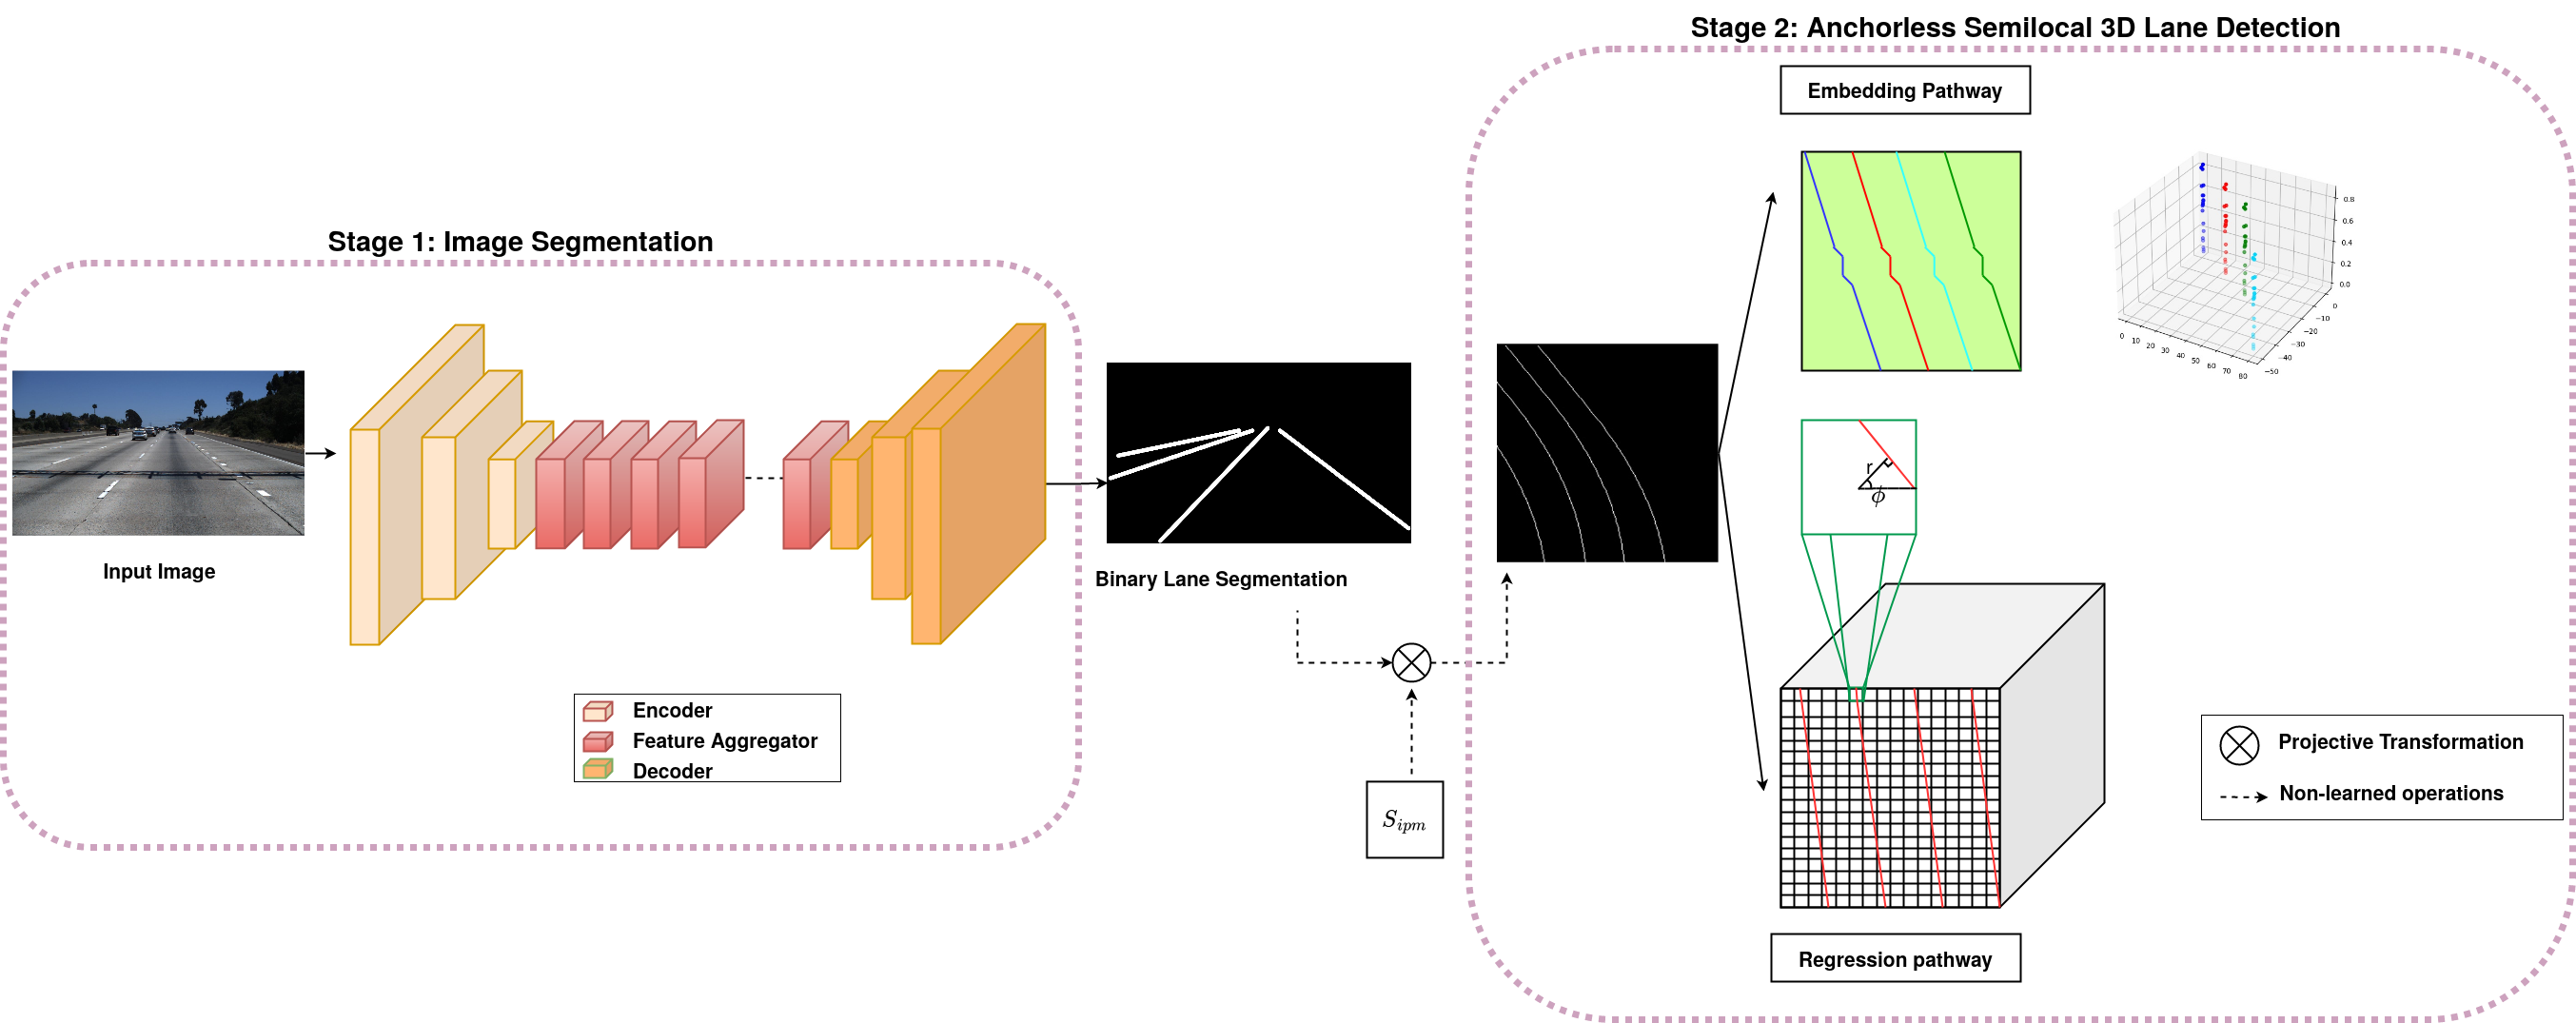 Stage 2: Anchorless Semilocal 3D Lane Detection
Embedding Pathway
Stage 1: Image Segmentation
Input Image
Binary Lane Segmentation
Encoder
Feature Aggregator
Decoder
S_{ipm}
0.8
0.6
0.4
0.2
0.0
0
−10
−20
−30
−40
−50
0 10 20 30 40 50 60 70 80
r
ϕ
Regression pathway
Projective Transformation
Non-learned operations